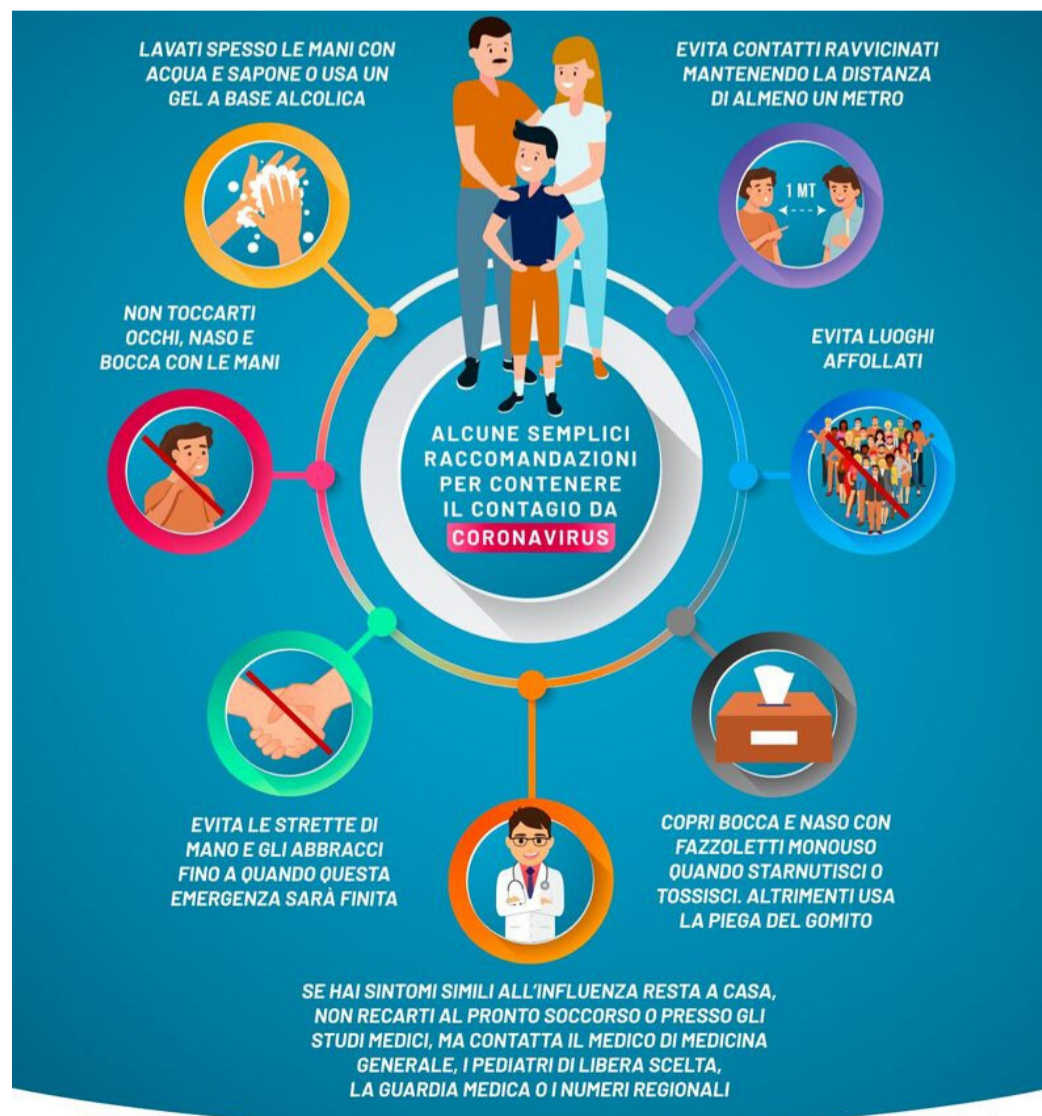 LAVATI SPESSO LE MANI CON
ACQUA E SAPONE O USA UN
GEL A BASE ALCOLICA
EVITA CONTATTI RAVVICINATI
MANTENENDO LA DISTANZA
DI ALMENO UN METRO
1 MT
NON TOCCARTI
OCCHI, NASO E
BOCCA CON LE MANI
EVITA LUOGHI
AFFOLLATI
ALCUNE SEMPLICI
RACCOMANDAZIONI
PER CONTENERE
IL CONTAGIO DA
CORONAVIRUS
EVITA LE STRETTE DI
MANO E GLI ABBRACCI
FINO A QUANDO QUESTA
EMERGENZA SARÀ FINITA
COPRI BOCCA E NASO CON
FAZZOLETTI MONOUSO
QUANDO STARNUTISCI O
TOSSISCI. ALTRIMENTI USA
LA PIEGA DEL GOMITO
SE HAI SINTOMI SIMILI ALL'INFLUENZA RESTA A CASA,
NON RECARTI AL PRONTO SOCCORSO O PRESSO GLI
STUDI MEDICI, MA CONTATTA IL MEDICO DI MEDICINA
GENERALE, I PEDIATRI DI LIBERA SCELTA,
LA GUARDIA MEDICA O I NUMERI REGIONALI